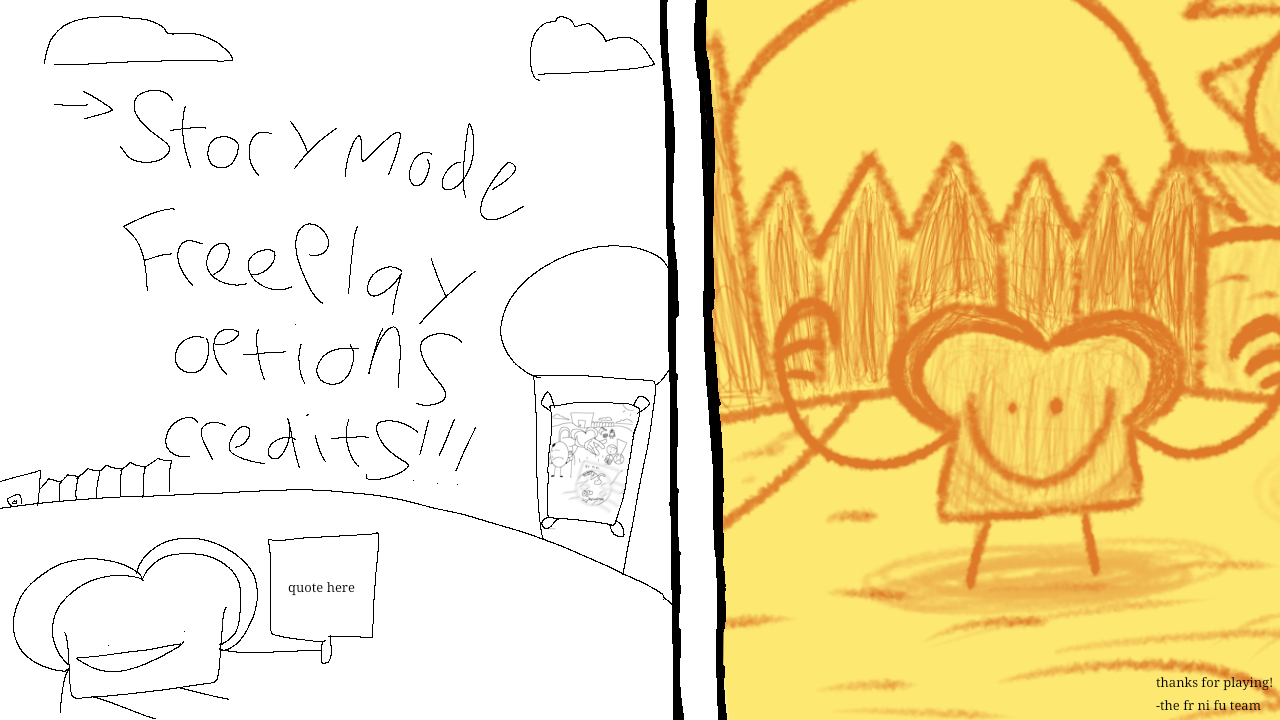 Storymode
Freeplay
options
credits!!!
quote here
thanks for playing!
-the fr ni fu team